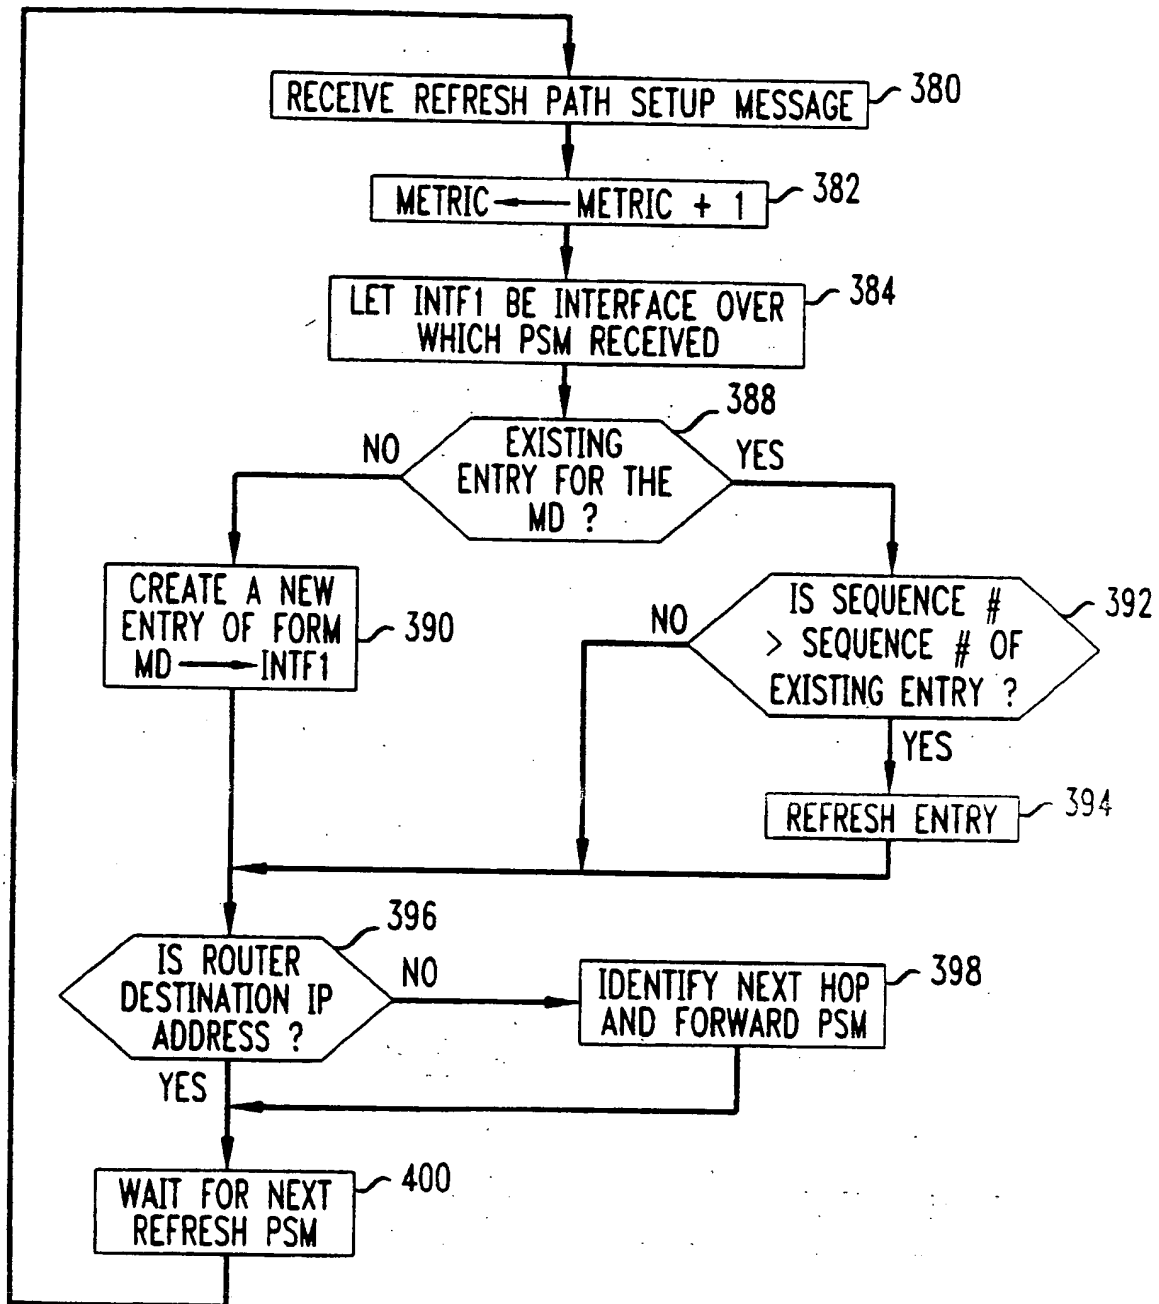 RECEIVE REFRESH PATH SETUP MESSAGE
380
METRIC ← METRIC + 1
382
LET INTF1 BE INTERFACE OVER
WHICH PSM RECEIVED
384
388
EXISTING
ENTRY FOR THE
MD ?
NO
YES
CREATE A NEW
ENTRY OF FORM
MD → INTF1
390
IS SEQUENCE #
> SEQUENCE # OF
EXISTING ENTRY ?
392
NO
YES
REFRESH ENTRY
394
396
IS ROUTER
DESTINATION IP
ADDRESS ?
NO
YES
IDENTIFY NEXT HOP
AND FORWARD PSM
398
WAIT FOR NEXT
REFRESH PSM
400